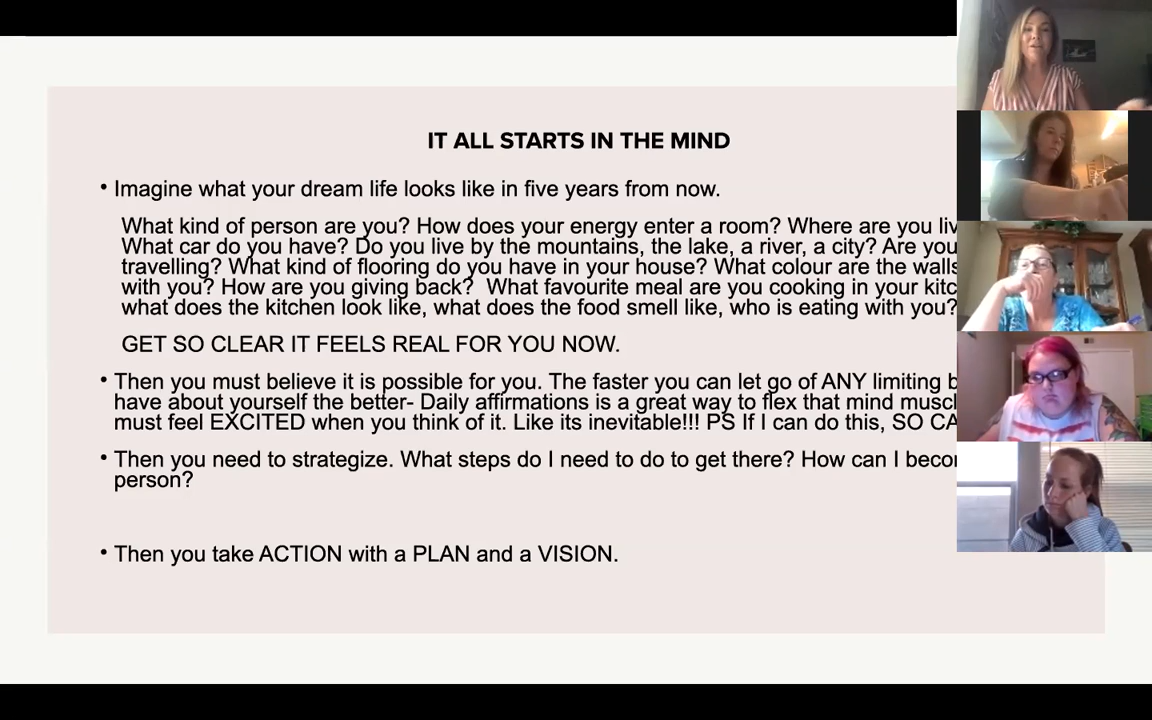 IT ALL STARTS IN THE MIND
• Imagine what your dream life looks like in five years from now.
What kind of person are you? How does your energy enter a room? Where are you liv
What car do you have? Do you live by the mountains, the lake, a river, a city? Are you
travelling? What kind of flooring do you have in your house? What colour are the walls
with you? How are you giving back?  What favourite meal are you cooking in your kitc
what does the kitchen look like, what does the food smell like, who is eating with you?
GET SO CLEAR IT FEELS REAL FOR YOU NOW.
• Then you must believe it is possible for you. The faster you can let go of ANY limiting b
have about yourself the better- Daily affirmations is a great way to flex that mind muscl
must feel EXCITED when you think of it. Like its inevitable!!! PS If I can do this, SO CA
• Then you need to strategize. What steps do I need to do to get there? How can I becor
person?
• Then you take ACTION with a PLAN and a VISION.